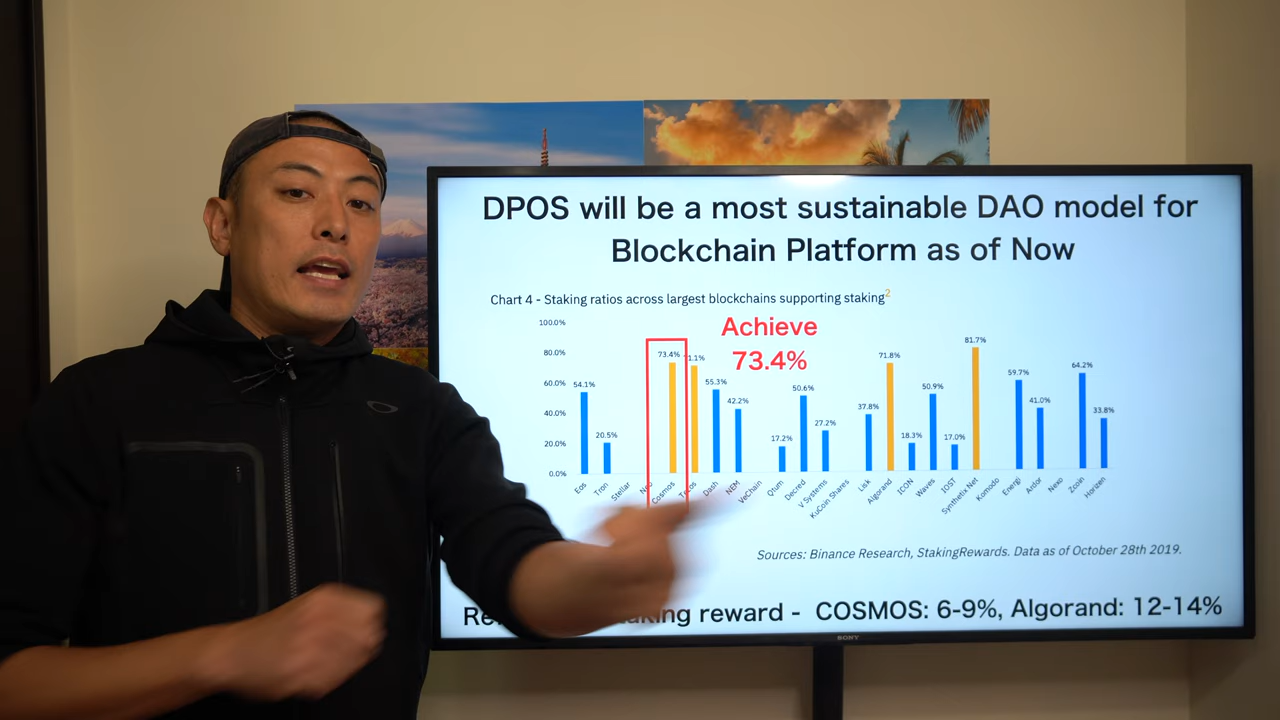 DPOS will be a most sustainable DAO model for
Blockchain Platform as of Now
Chart 4 - Staking ratios across largest blockchains supporting staking2
Achieve
73.4%
100.0%
80.0%
60.0%
40.0%
20.0%
0.0%
54.1% 20.5% 73.4% 55.3% 42.2% 17.2% 50.6% 27.2% 37.8% 71.8% 18.3% 50.9% 17.0% 81.7% 59.7% 41.0% 64.2% 33.8%
Eos Tron Stellar Neo Cosmos Tezos Dash NEM VeChain Qtum Decred V Systems KuCoin Shares Lisk Algorand ICON Waves IOST Synthetix Net Komodo Energi Ardor Nexo Zcoin Horizen
Sources: Binance Research, StakingRewards. Data as of October 28th 2019.
reward - COSMOS: 6-9%, Algorand: 12-14%
SONY